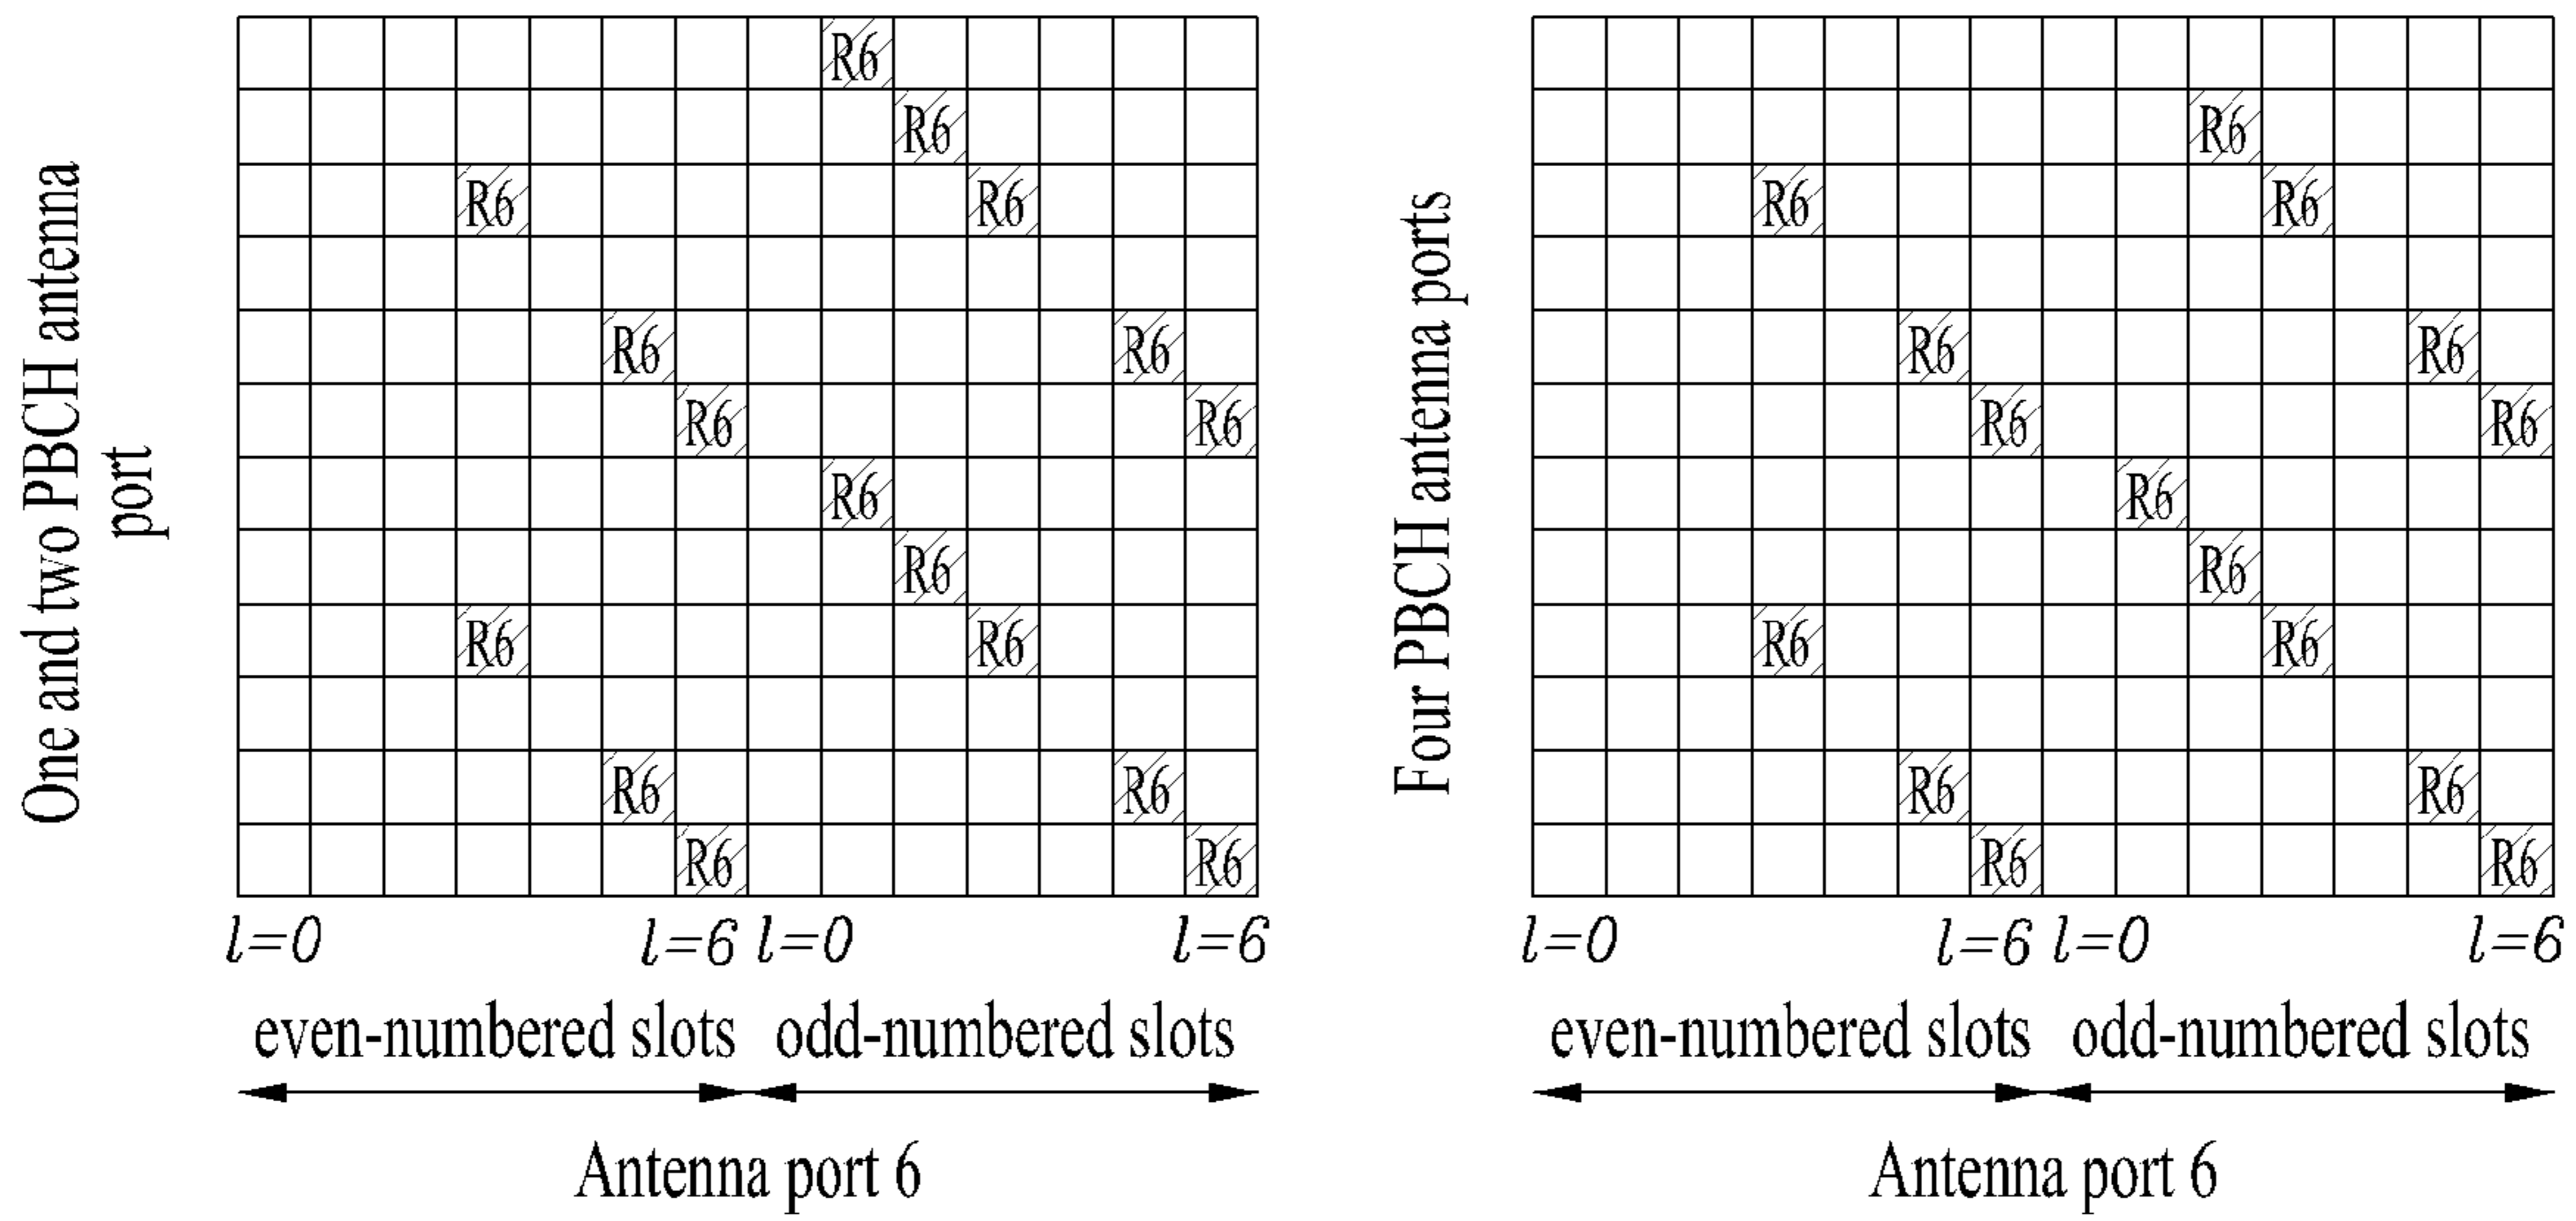 One and two PBCH antenna
port
R6
R6
R6 R6
R6 R6
R6 R6
R6
R6
R6 R6
R6 R6
R6 R6
l=0 l=6 l=0 l=6
even-numbered slots odd-numbered slots
Antenna port 6
Four PBCH antenna ports
R6
R6 R6
R6 R6
R6 R6
R6
R6
R6 R6
R6 R6
R6 R6
l=0 l=6 l=0 l=6
even-numbered slots odd-numbered slots
Antenna port 6